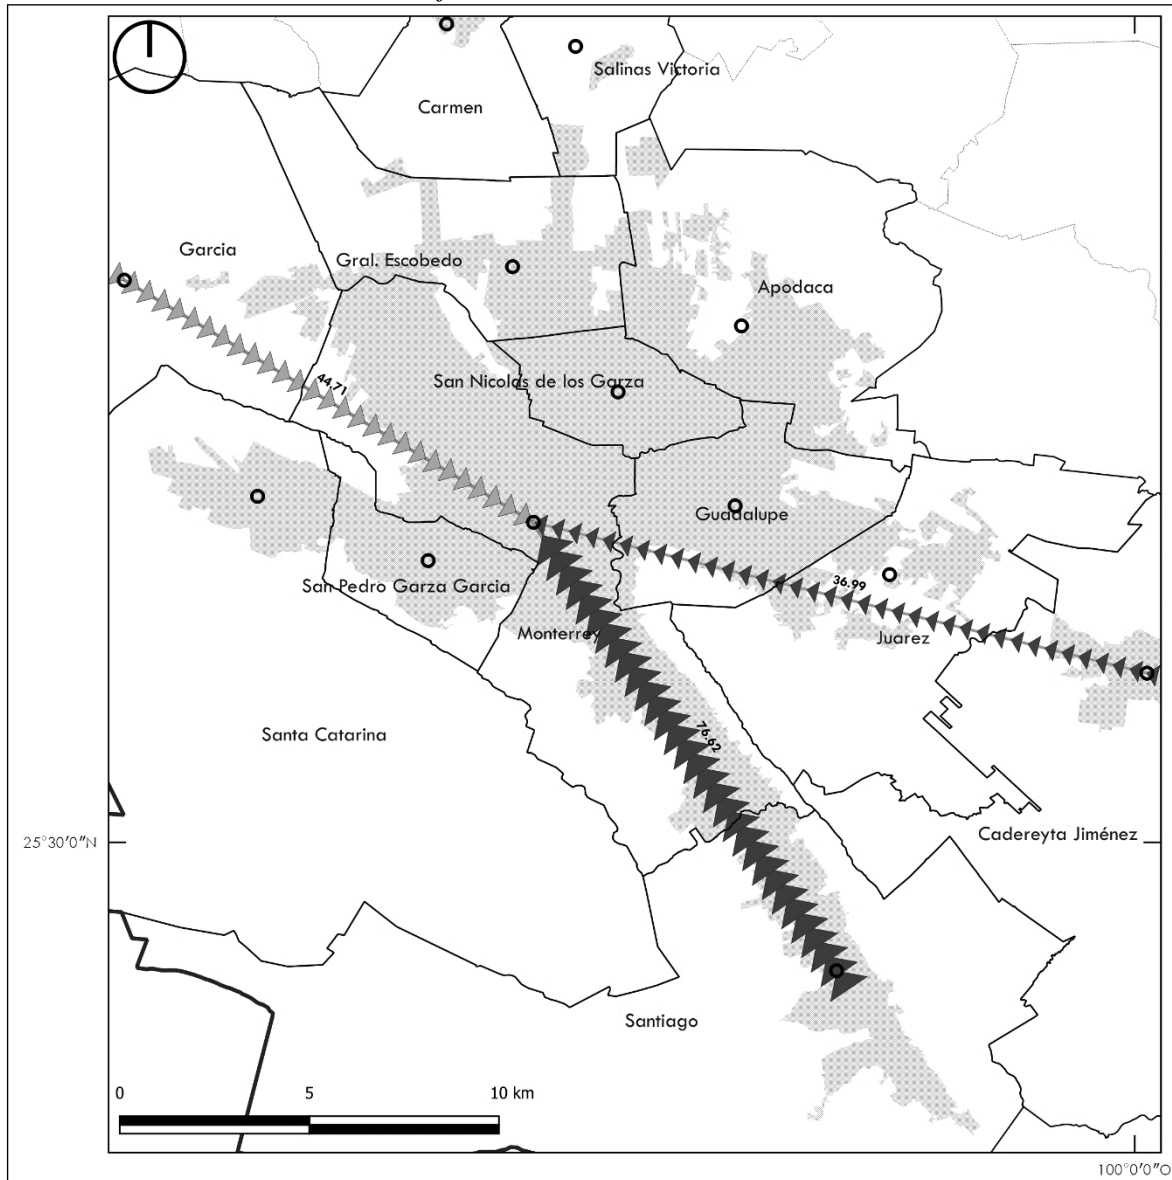 Salinas Victoria
Carmen
Garcia
Gral. Escobedo
Apodaca
44.71
San Nicolas de los Garza
Guadalupe
36.99
San Pedro Garza Garcia
Monterrey
Juarez
76.62
Santa Catarina
25°30'0"N
Cadereyta Jiménez
Santiago
0 5 10 km
100°0'0"O